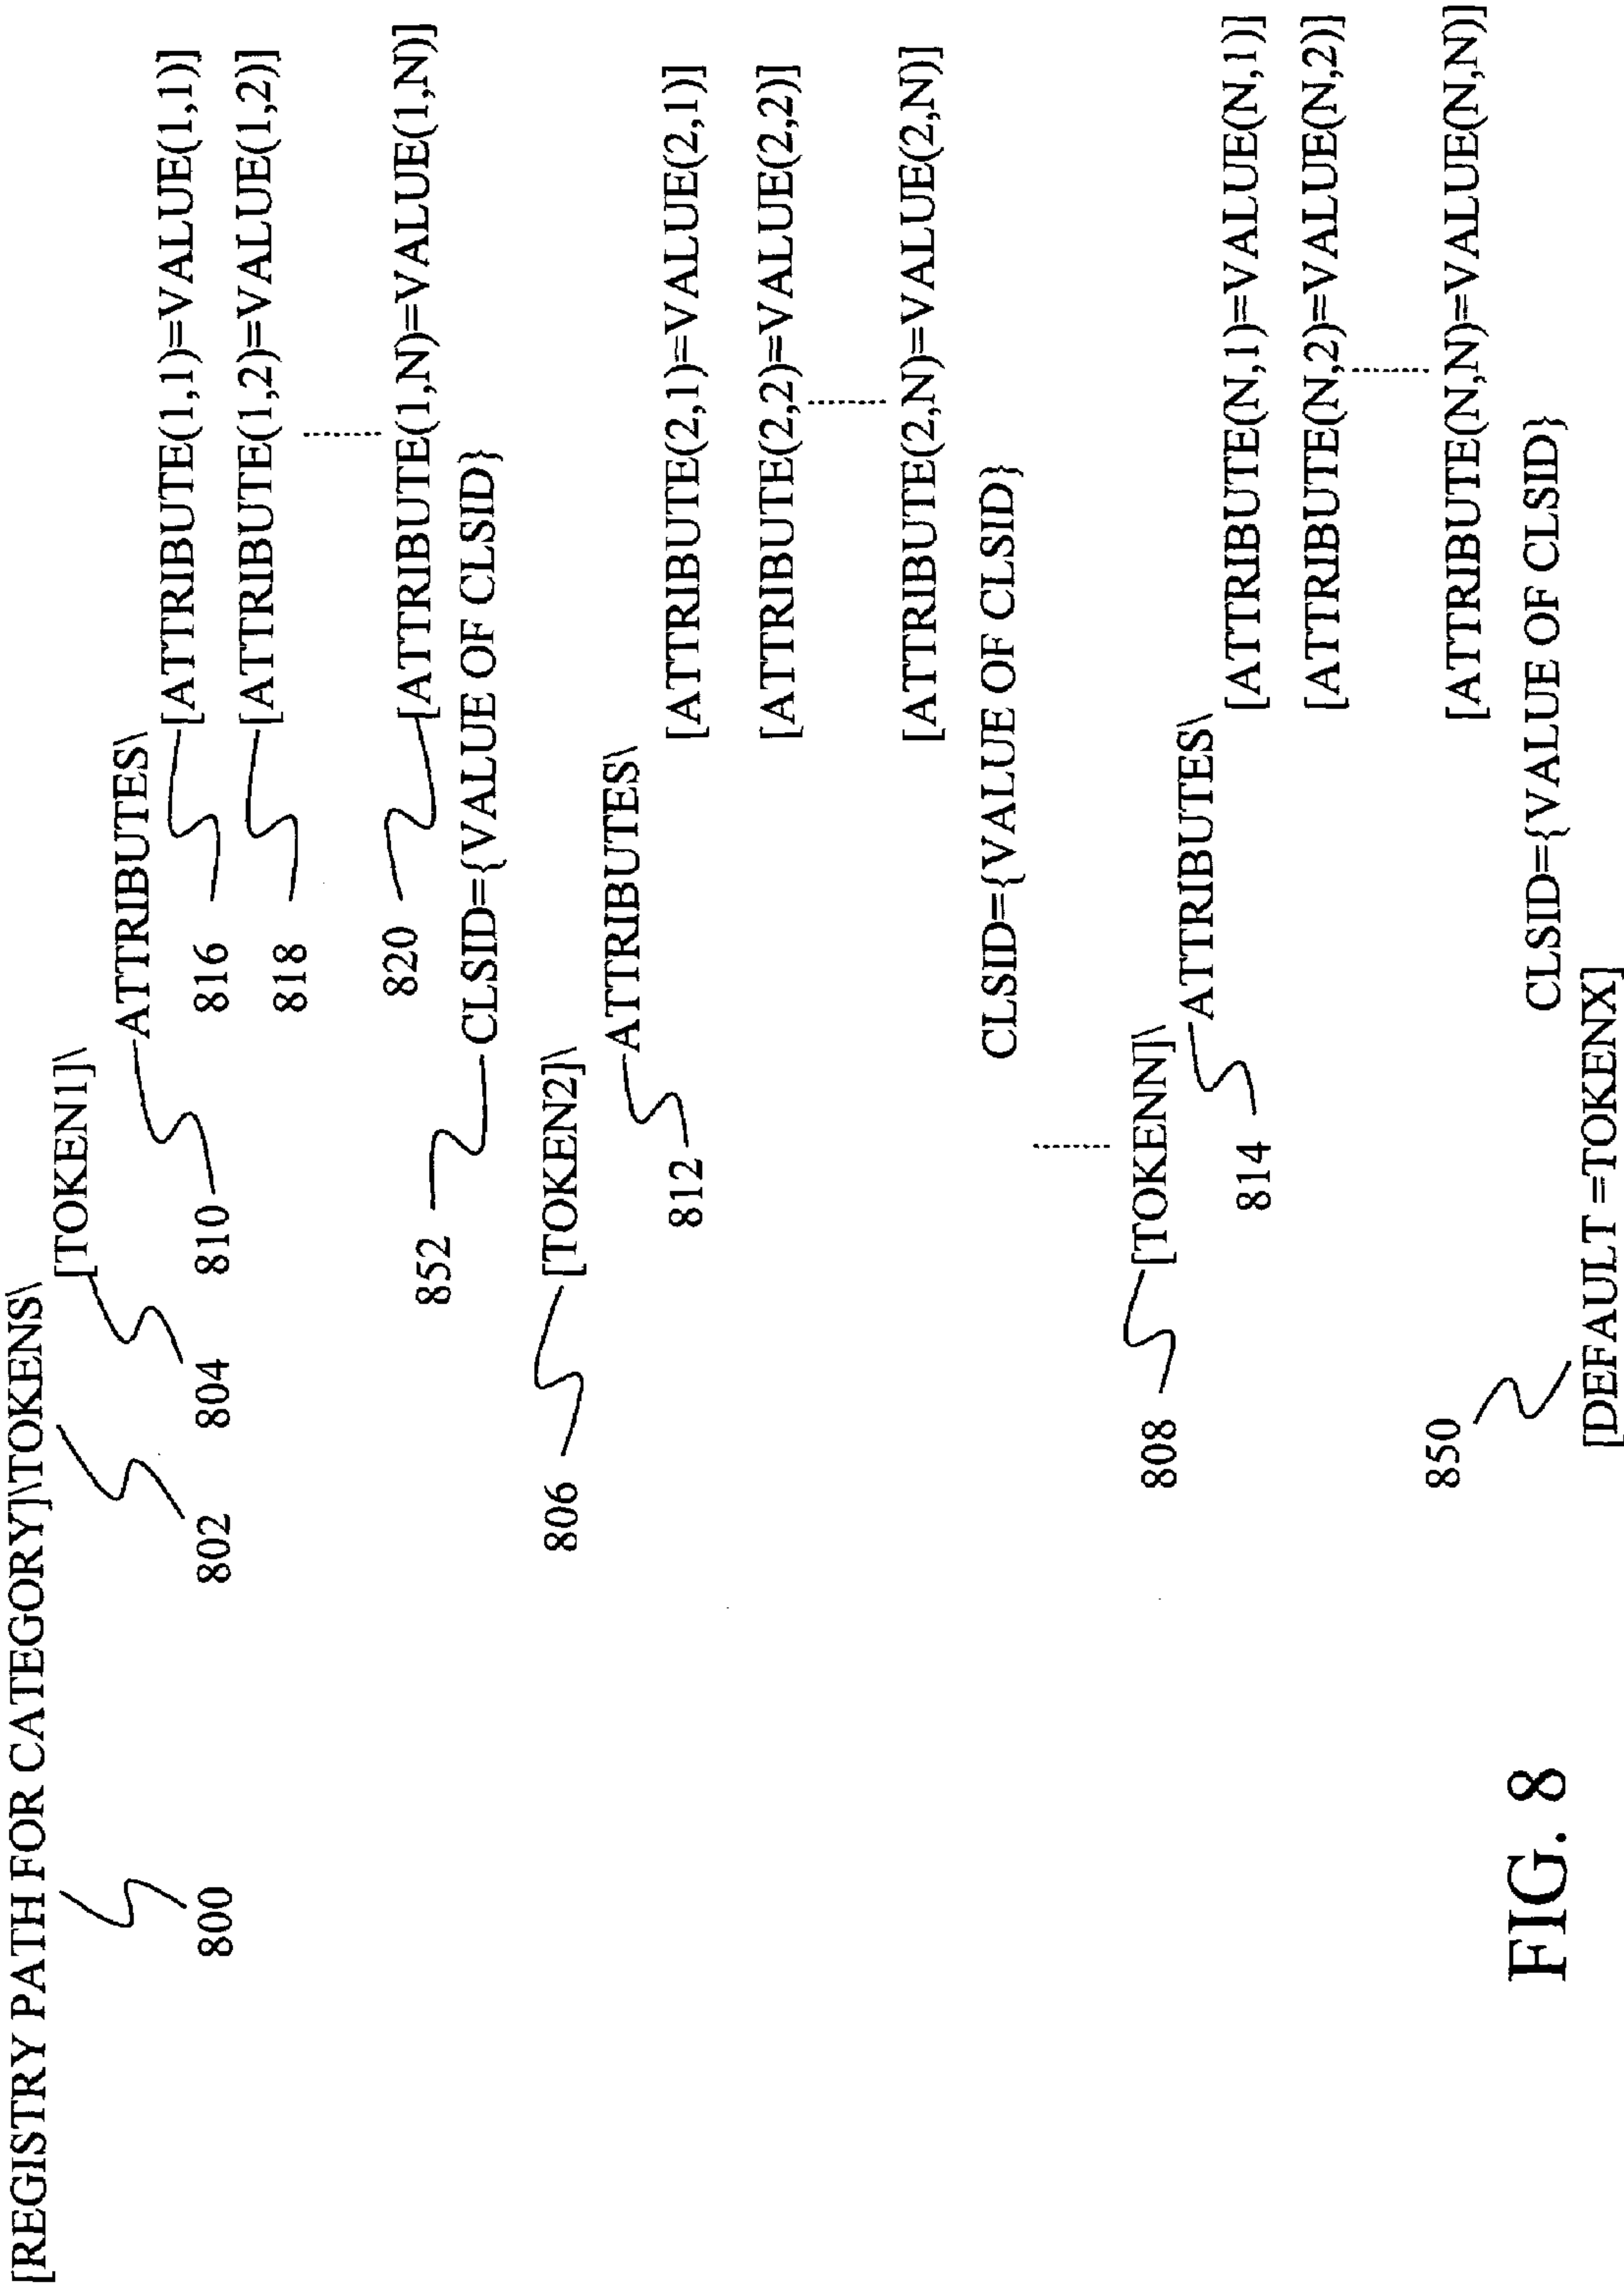 [REGISTRY PATH FOR CATEGORY]\TOKENS\
800
802
[TOKEN1]\
804
ATTRIBUTES\
810
[ATTRIBUTE(1,1)=VALUE(1,1)]
816
[ATTRIBUTE(1,2)=VALUE(1,2)]
818
[ATTRIBUTE(1,N)=VALUE(1,N)]
820
CLSID={VALUE OF CLSID}
852
[TOKEN2]\
806
ATTRIBUTES\
812
[ATTRIBUTE(2,1)=VALUE(2,1)]
[ATTRIBUTE(2,2)=VALUE(2,2)]
[ATTRIBUTE(2,N)=VALUE(2,N)]
CLSID={VALUE OF CLSID}
[TOKENN]\
808
ATTRIBUTES\
814
[ATTRIBUTE(N,1)=VALUE(N,1)]
[ATTRIBUTE(N,2)=VALUE(N,2)]
[ATTRIBUTE(N,N)=VALUE(N,N)]
CLSID={VALUE OF CLSID}
850
[DEFAULT =TOKENX]
FIG. 8